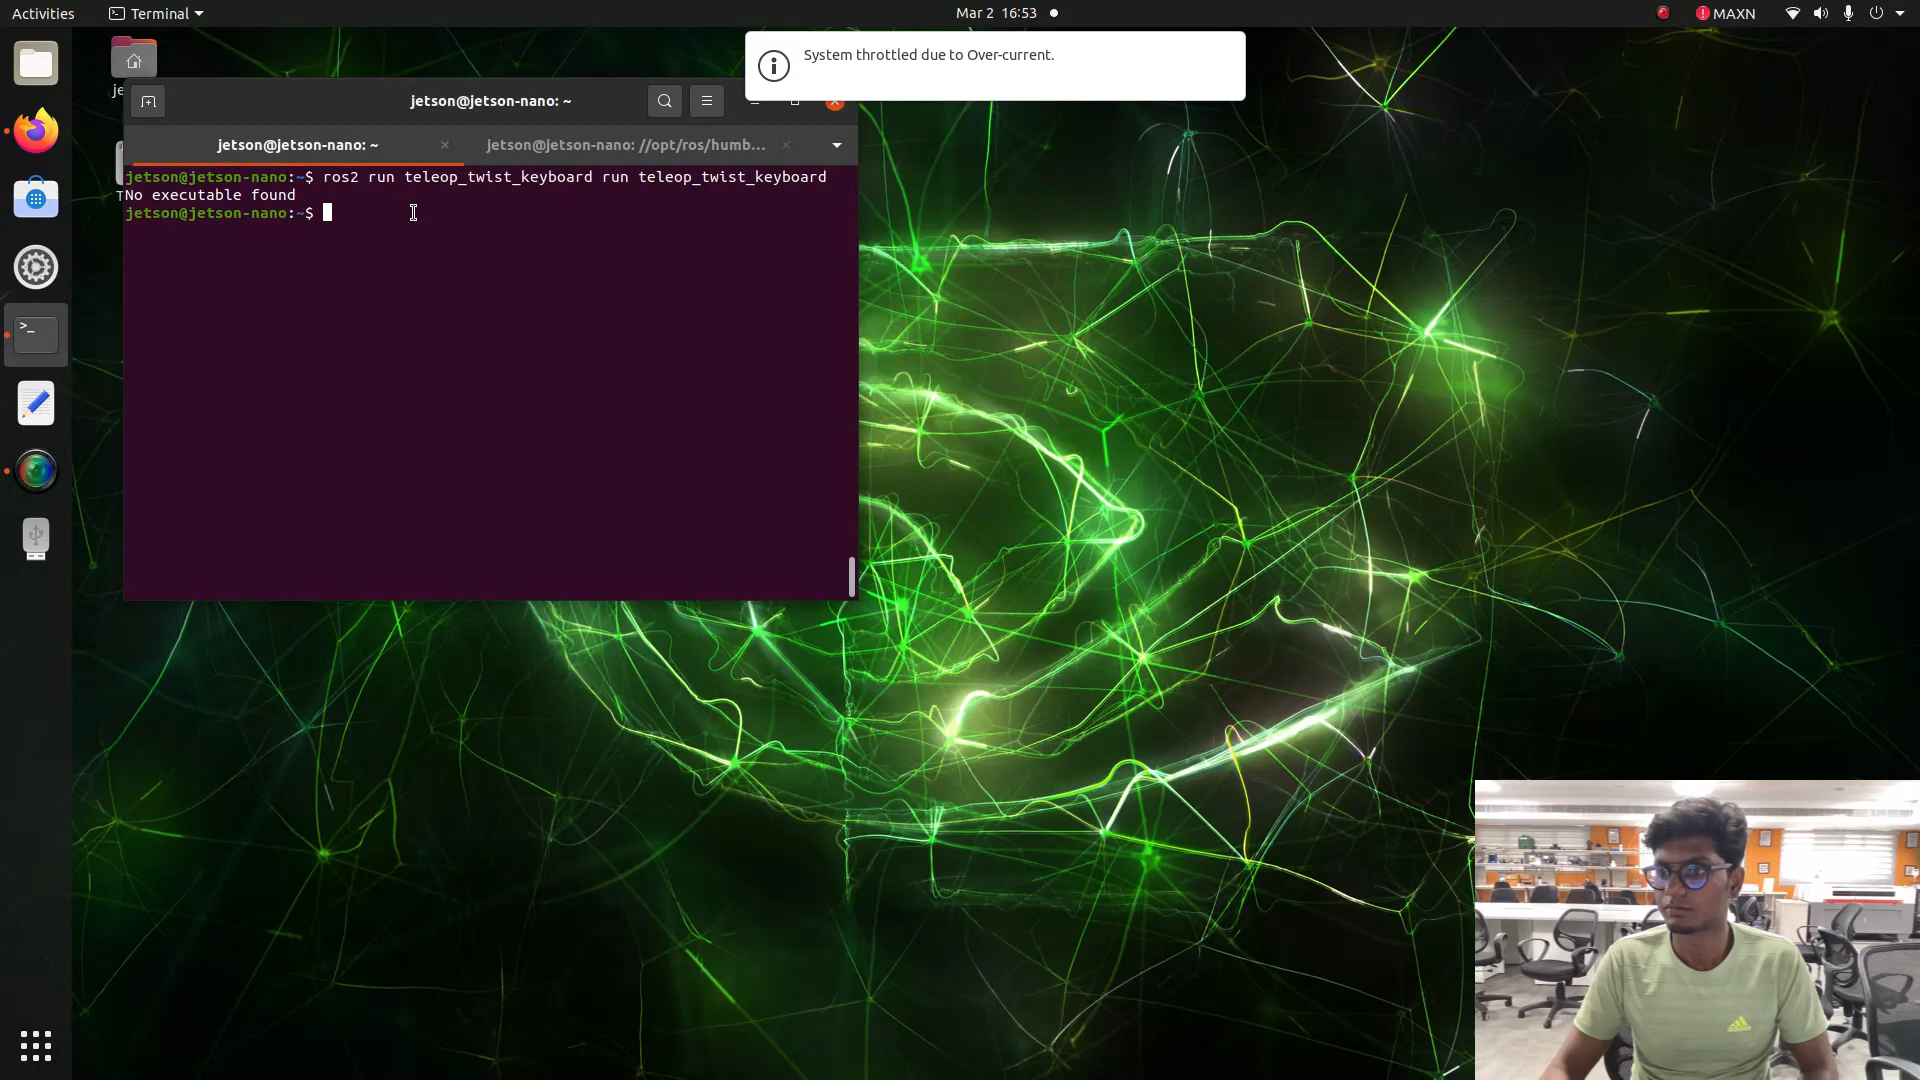 Activities
Terminal
Mar 2 16:53
MAXN
System throttled due to Over-current.
je
jetson@jetson-nano: ~
jetson@jetson-nano: ~
jetson@jetson-nano: //opt/ros/humb...
jetson@jetson-nano:~$ ros2 run teleop_twist_keyboard run teleop_twist_keyboard
No executable found
jetson@jetson-nano:~$
T